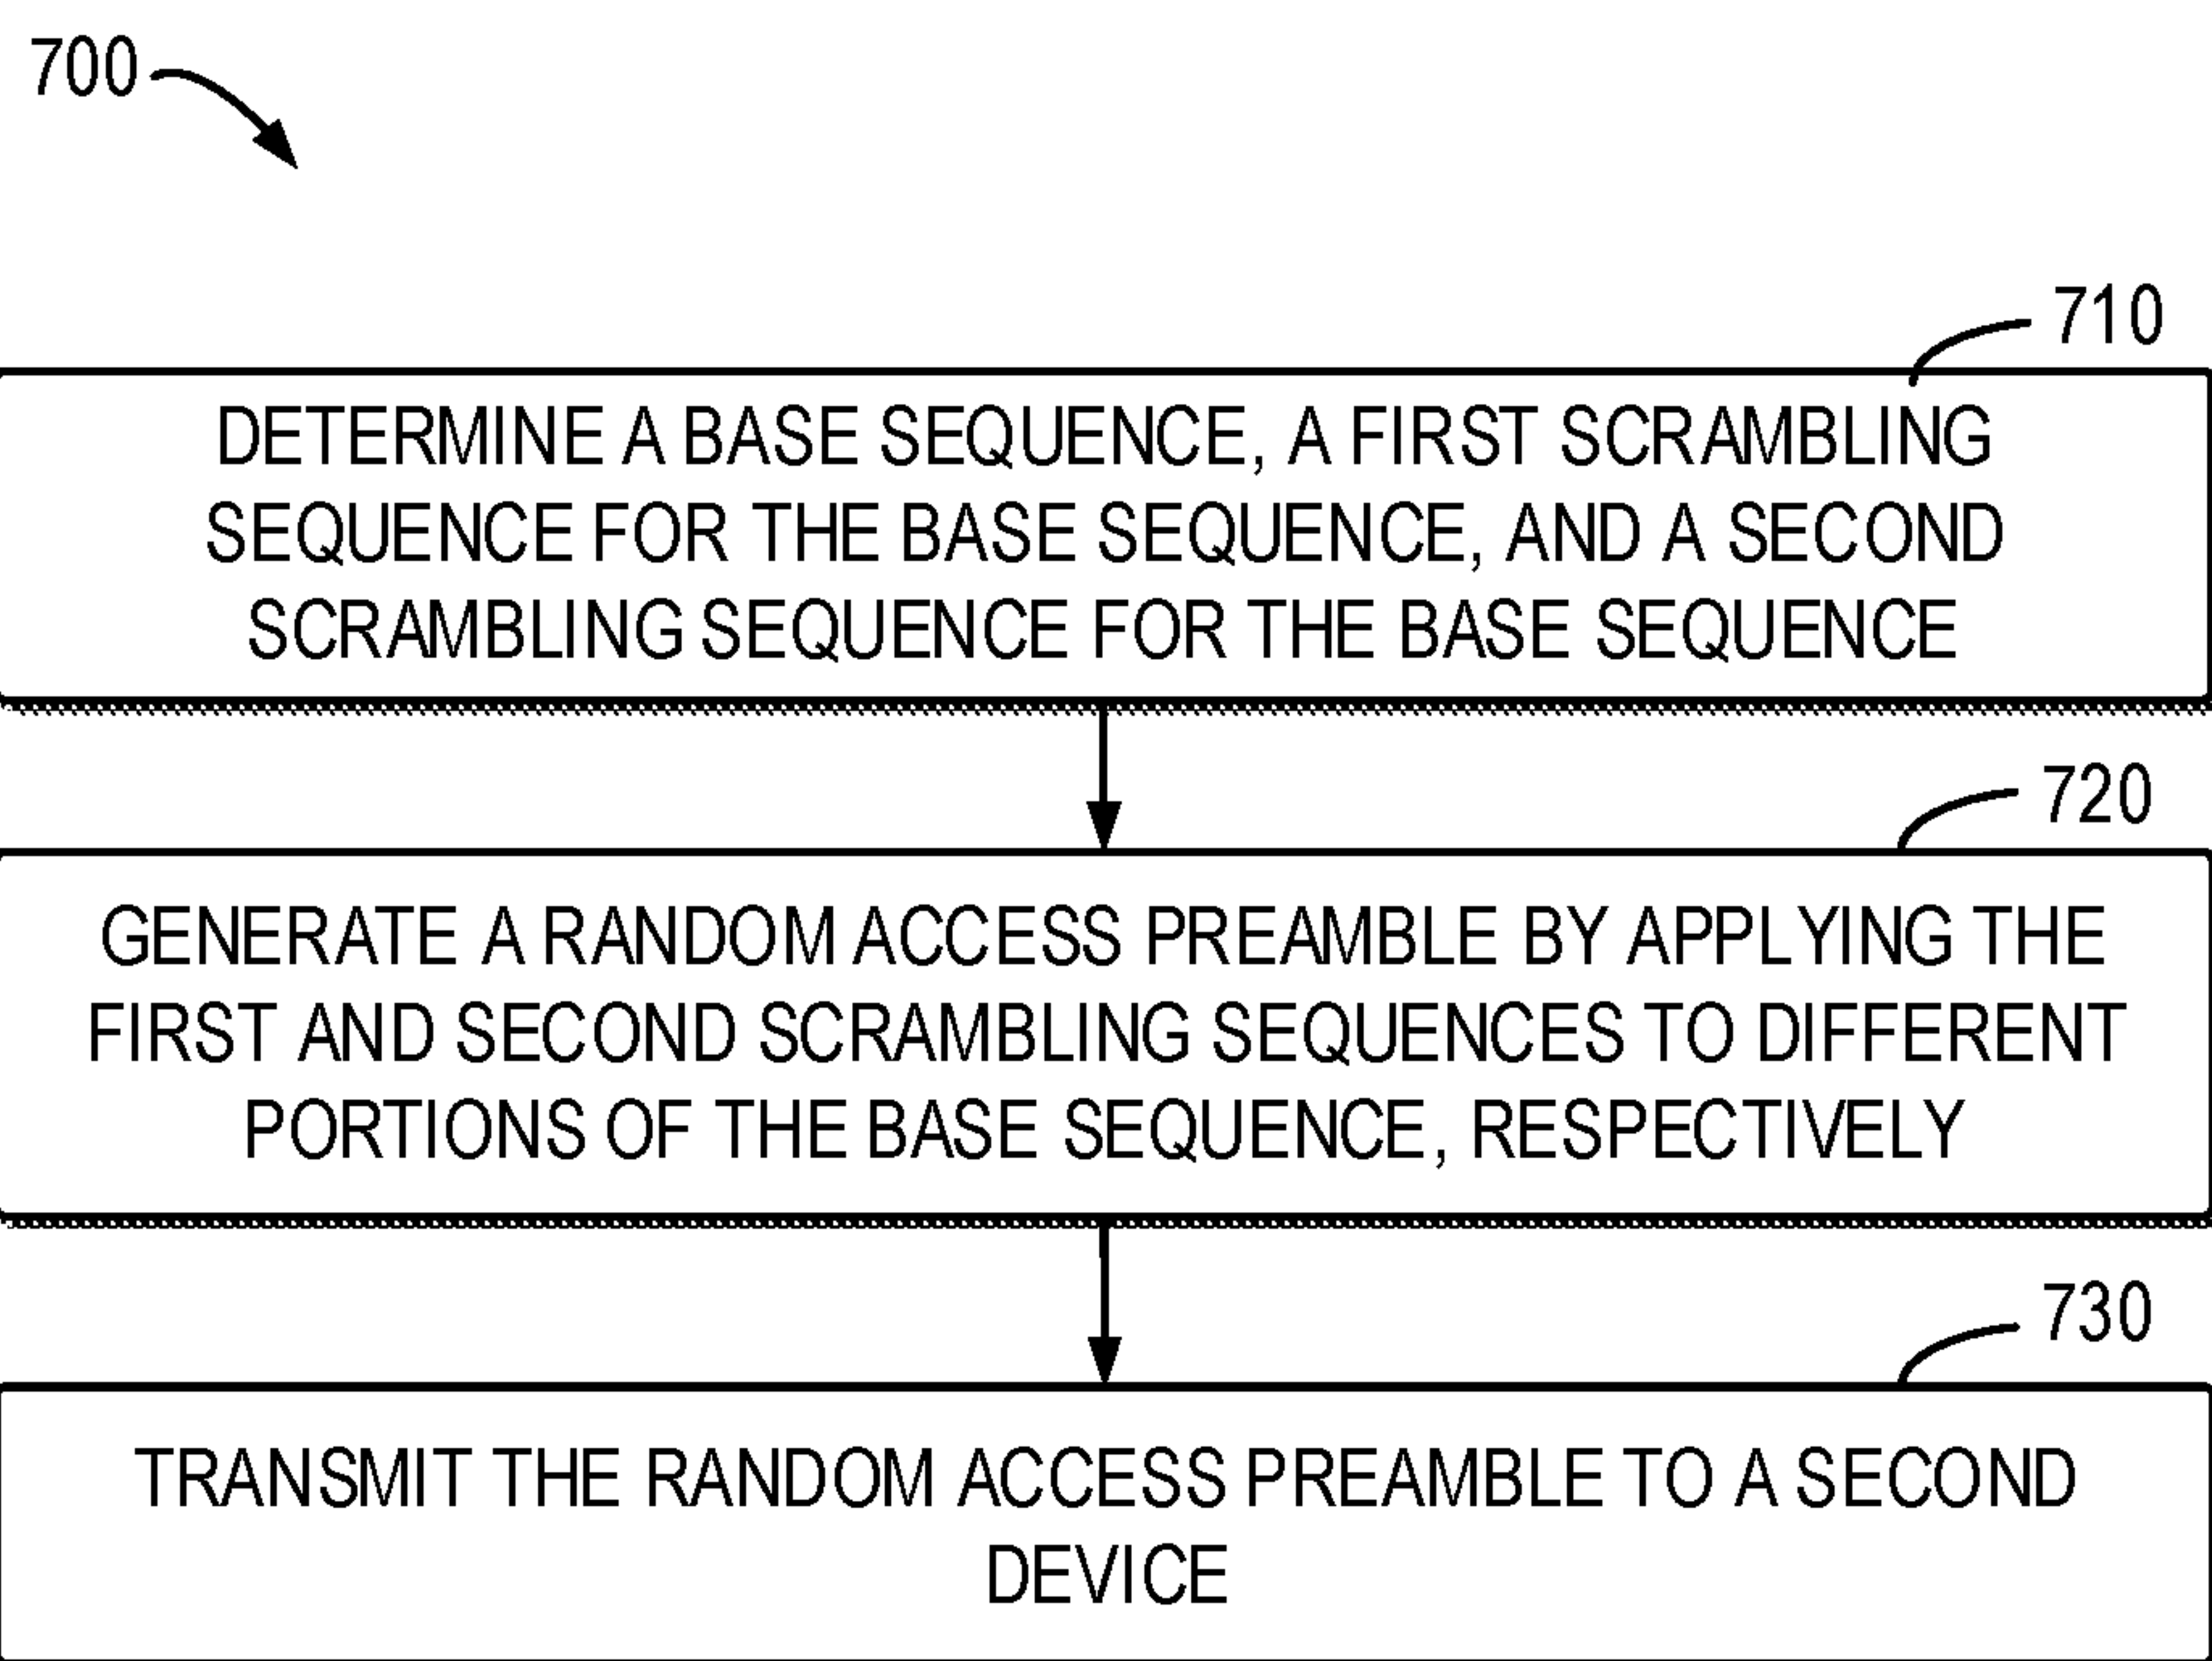 700
710
DETERMINE A BASE SEQUENCE, A FIRST SCRAMBLING
SEQUENCE FOR THE BASE SEQUENCE, AND A SECOND
SCRAMBLING SEQUENCE FOR THE BASE SEQUENCE
720
GENERATE A RANDOM ACCESS PREAMBLE BY APPLYING THE
FIRST AND SECOND SCRAMBLING SEQUENCES TO DIFFERENT
PORTIONS OF THE BASE SEQUENCE, RESPECTIVELY
730
TRANSMIT THE RANDOM ACCESS PREAMBLE TO A SECOND
DEVICE